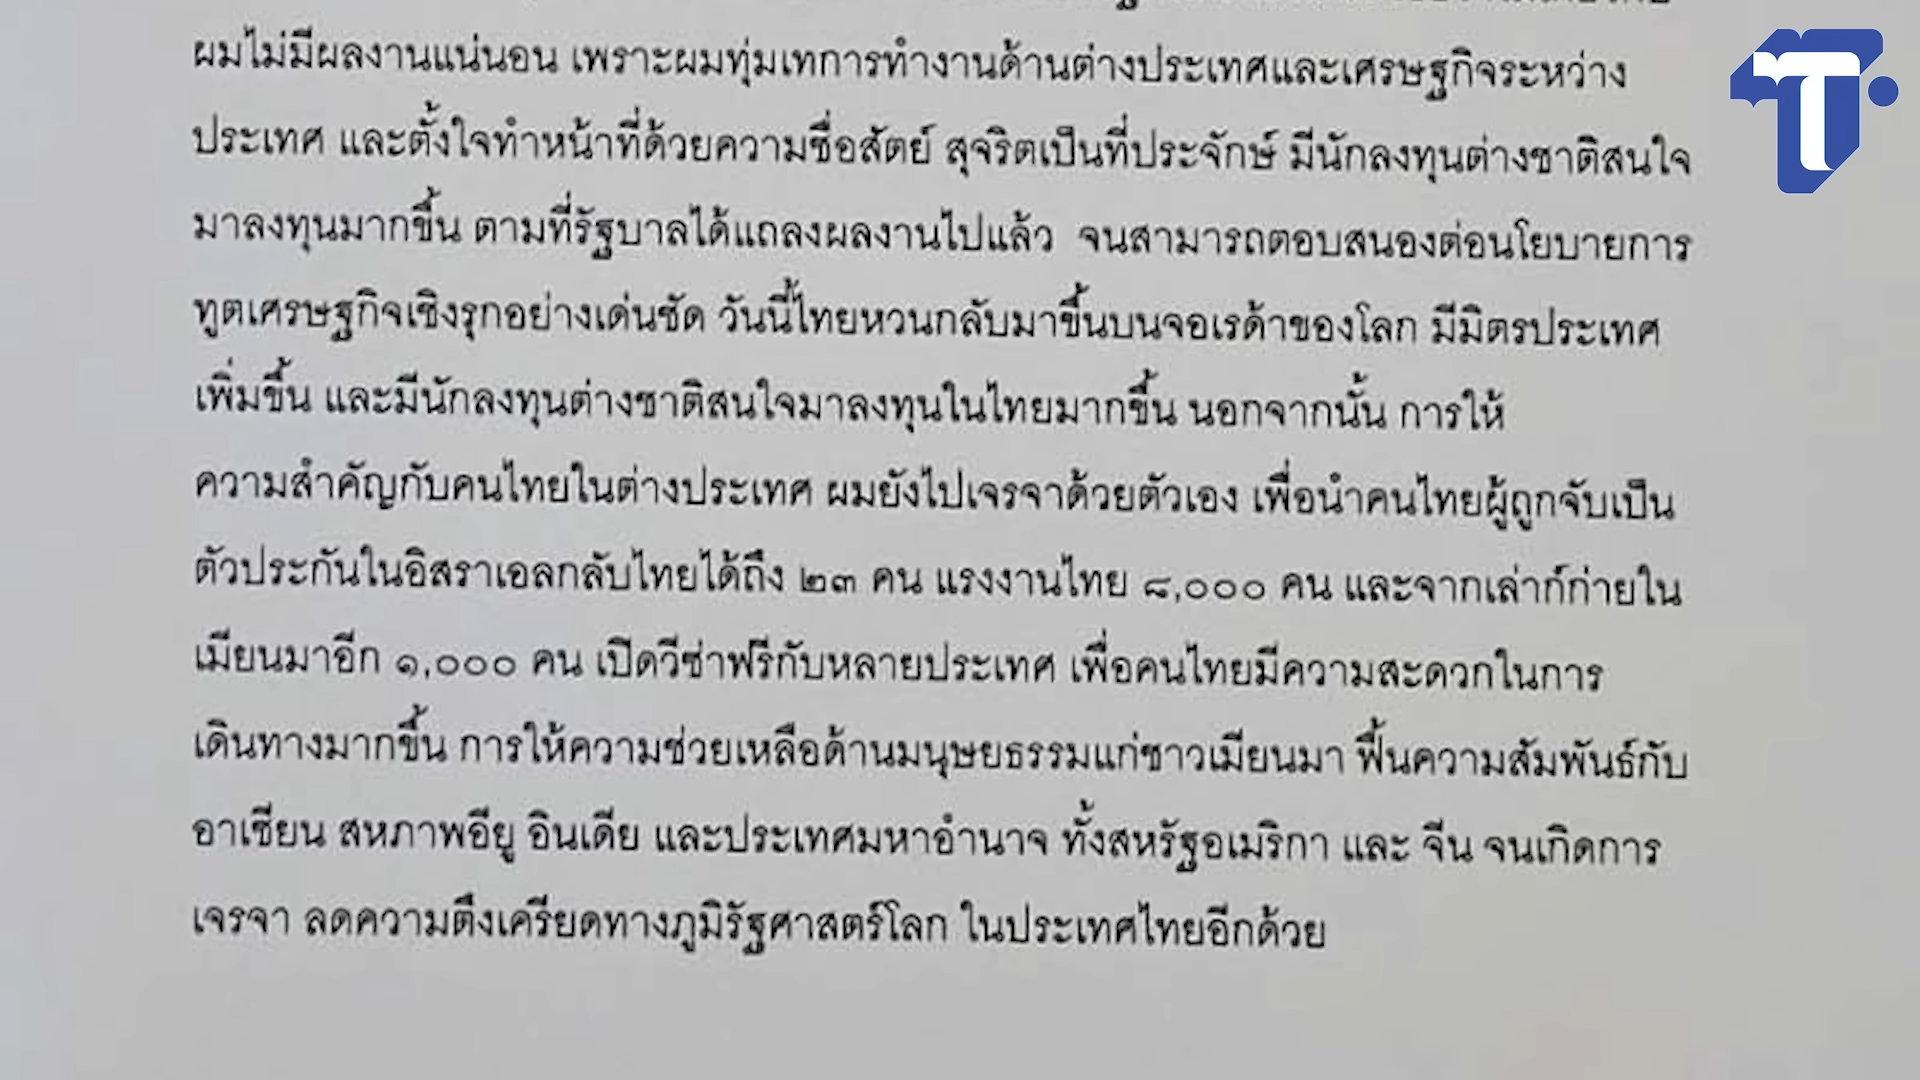 ผมไม่มีผลงานแน่นอน เพราะผมทุ่มเทการทำงานด้านต่างประเทศและเศรษฐกิจระหว่าง
ประเทศ และตั้งใจทำหน้าที่ด้วยความซื่อสัตย์ สุจริตเป็นที่ประจักษ์ มีนักลงทุนต่างชาติสนใจ
มาลงทุนมากขึ้น ตามที่รัฐบาลได้แถลงผลงานไปแล้ว จนสามารถตอบสนองต่อนโยบายการ
ทูตเศรษฐกิจเชิงรุกอย่างเด่นชัด วันนี้ไทยหวนกลับมาขึ้นบนจอเรด้าของโลก มีมิตรประเทศ
เพิ่มขึ้น และมีนักลงทุนต่างชาติสนใจมาลงทุนในไทยมากขึ้น นอกจากนั้น การให้
ความสำคัญกับคนไทยในต่างประเทศ ผมยังไปเจรจาด้วยตัวเอง เพื่อนำคนไทยผู้ถูกจับเป็น
ตัวประกันในอิสราเอลกลับไทยได้ถึง ๒๓ คน แรงงานไทย ๘,๐๐๐ คน และจากเล่าก์ก่ายใน
เมียนมาอีก ๑,๐๐๐ คน เปิดวีซ่าฟรีกับหลายประเทศ เพื่อคนไทยมีความสะดวกในการ
เดินทางมากขึ้น การให้ความช่วยเหลือด้านมนุษยธรรมแก่ชาวเมียนมา ฟื้นความสัมพันธ์กับ
อาเซียน สหภาพอียู อินเดีย และประเทศมหาอำนาจ ทั้งสหรัฐอเมริกา และ จีน จนเกิดการ
เจรจา ลดความตึงเครียดทางภูมิรัฐศาสตร์โลก ในประเทศไทยอีกด้วย